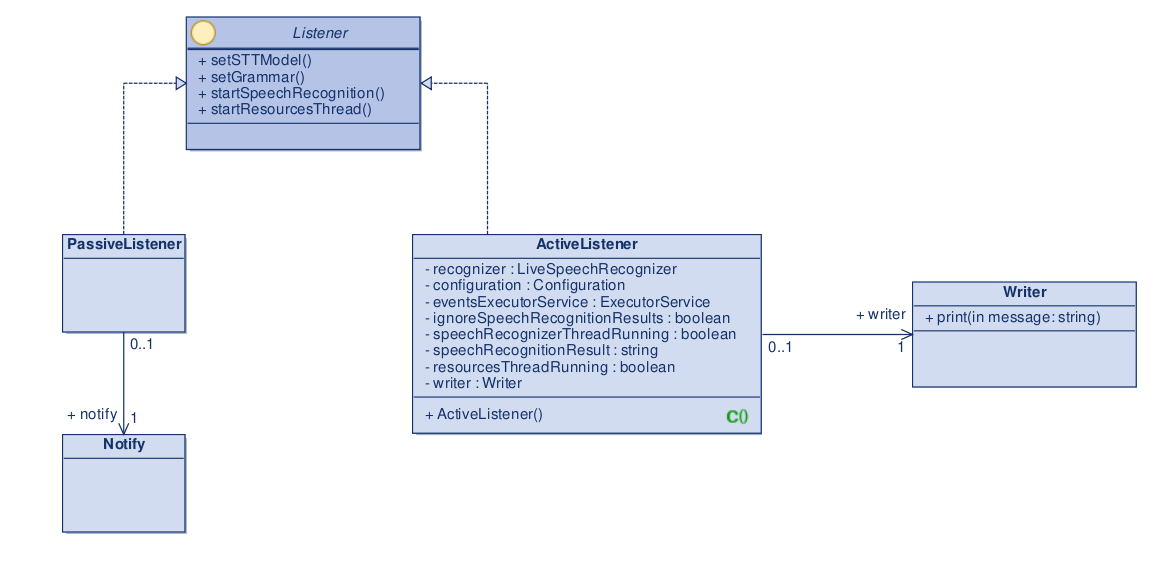 Listener
+ setSTTModel()
+ setGrammar()
+ startSpeechRecognition()
+ startResourcesThread()
PassiveListener
0..1
+ notify
1
Notify
ActiveListener
- recognizer : LiveSpeechRecognizer
- configuration : Configuration
- eventsExecutorService : ExecutorService
- ignoreSpeechRecognitionResults : boolean
- speechRecognizerThreadRunning : boolean
- speechRecognitionResult : string
- resourcesThreadRunning : boolean
- writer : Writer
+ ActiveListener()
C()
0..1
+ writer
1
Writer
+ print(in message: string)